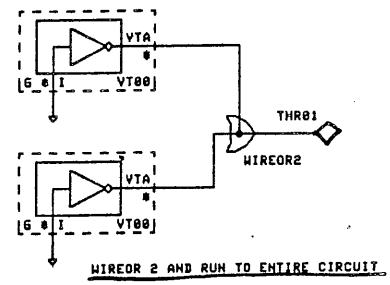 VTA
*
G * I VT00
THR01
WIREOR2
VTA
*
G * I VT00
WIREOR 2 AND RUN TO ENTIRE CIRCUIT